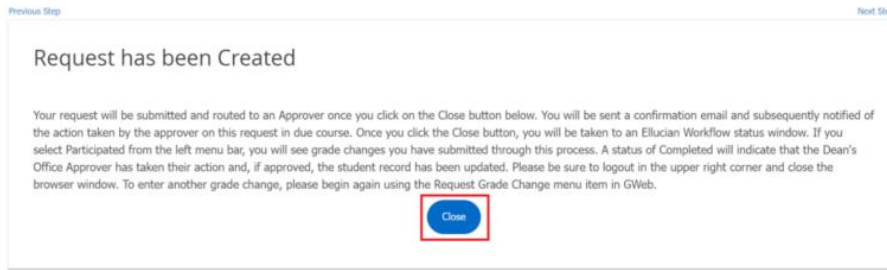 Previous Step
Next St
Request has been Created
Your request will be submitted and routed to an Approver once you click on the Close button below. You will be sent a confirmation email and subsequently notified of
the action taken by the approver on this request in due course. Once you click the Close button, you will be taken to an Ellucian Workflow status window. If you
select Participated from the left menu bar, you will see grade changes you have submitted through this process. A status of Completed will indicate that the Dean's
Office Approver has taken their action and, if approved, the student record has been updated. Please be sure to logout in the upper right corner and close the
browser window. To enter another grade change, please begin again using the Request Grade Change menu item in GWeb.
Close